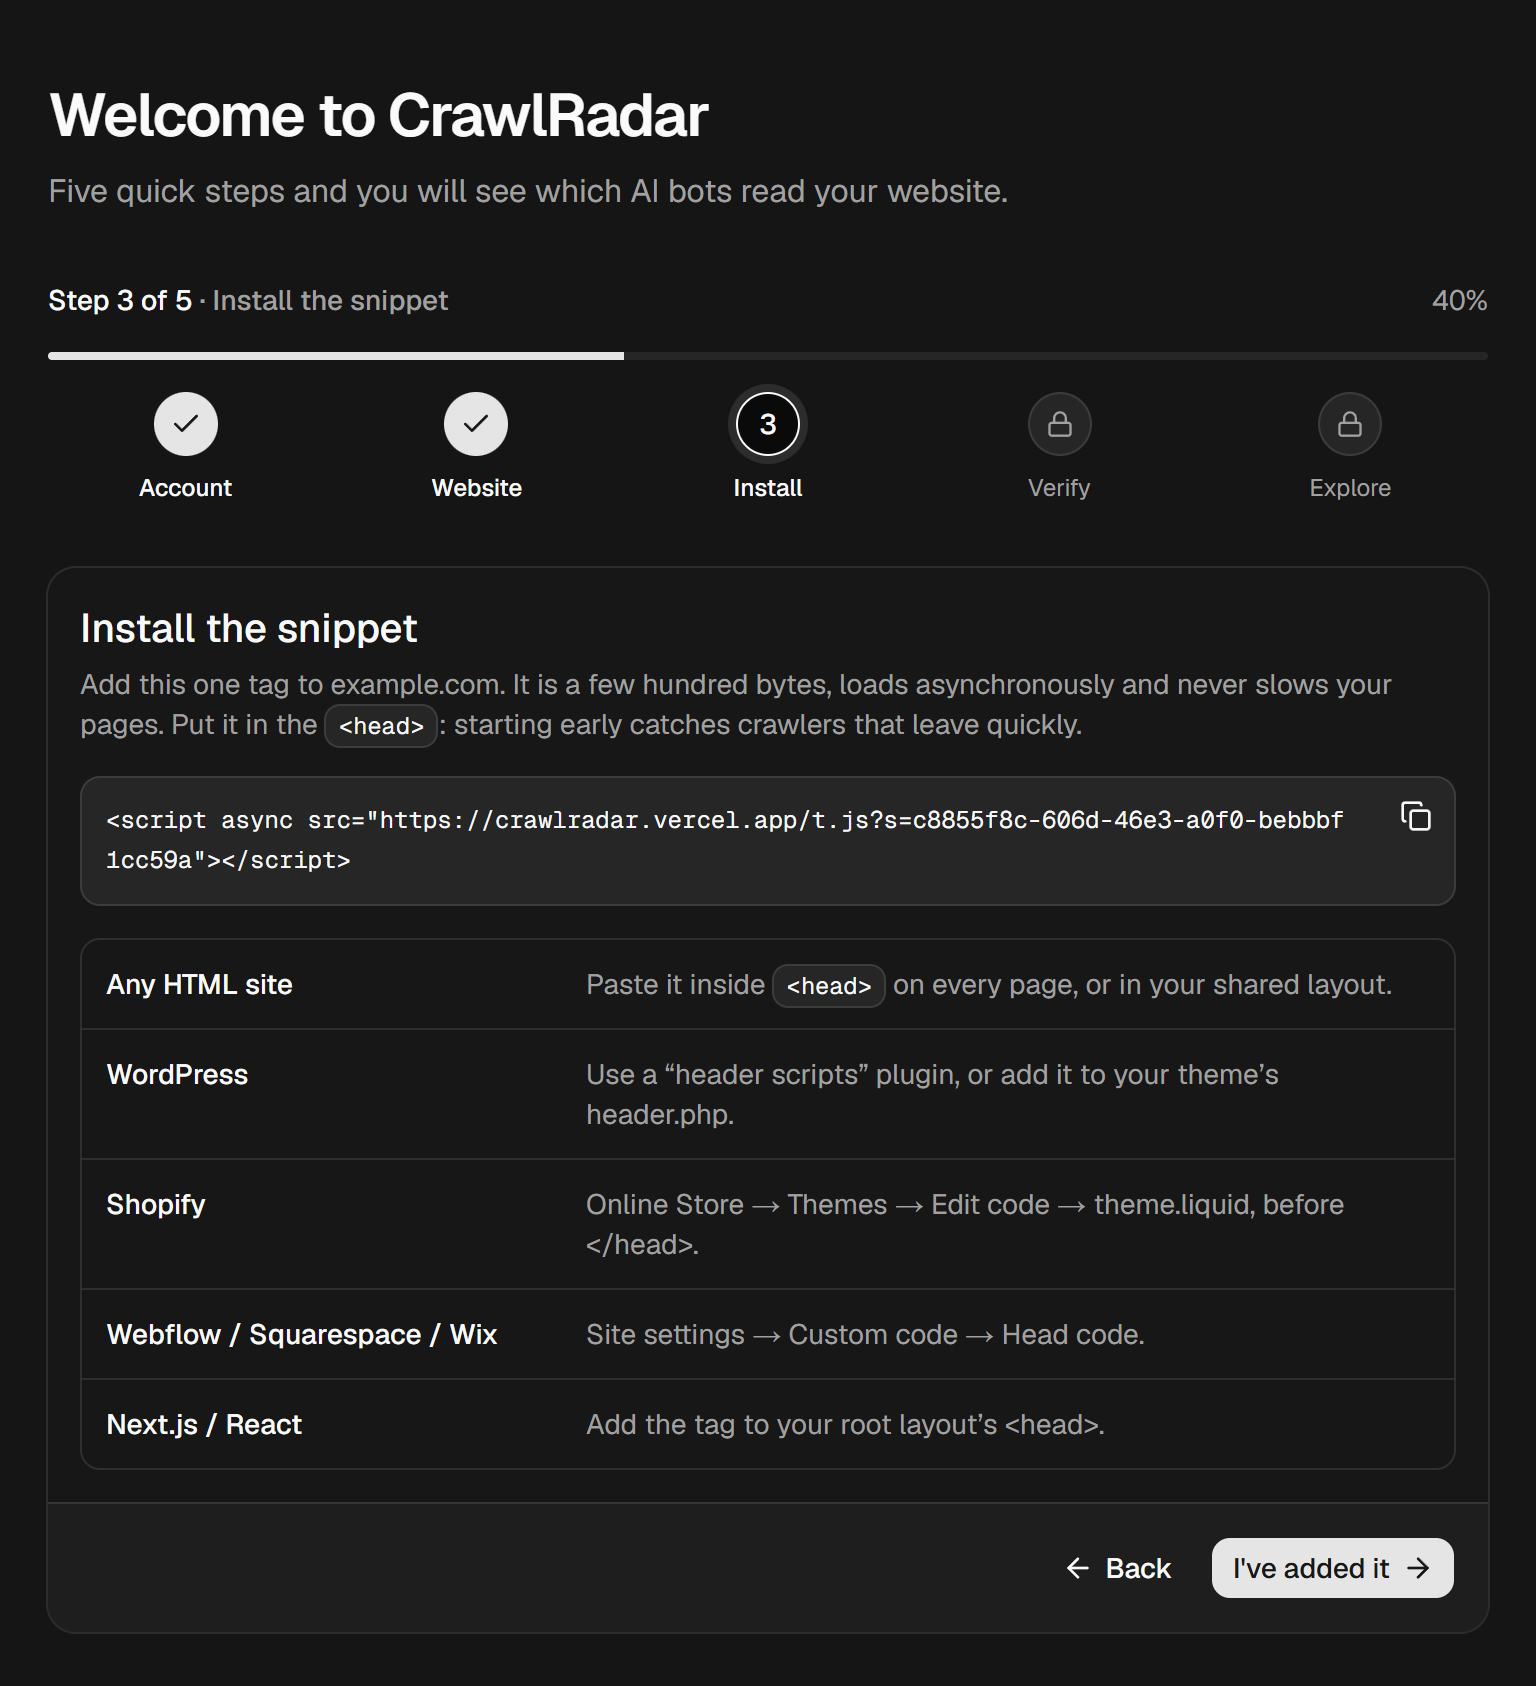 Welcome to CrawlRadar
Five quick steps and you will see which AI bots read your website.
Step 3 of 5 · Install the snippet
40%
3
Account
Website
Install
Verify
Explore
Install the snippet
Add this one tag to example.com. It is a few hundred bytes, loads asynchronously and never slows your
pages. Put it in the <head>: starting early catches crawlers that leave quickly.
<script async src="https://crawlradar.vercel.app/t.js?s=c8855f8c-606d-46e3-a0f0-bebbbf
1cc59a"></script>
Any HTML site
Paste it inside <head> on every page, or in your shared layout.
WordPress
Use a “header scripts” plugin, or add it to your theme’s
header.php.
Shopify
Online Store → Themes → Edit code → theme.liquid, before
</head>.
Webflow / Squarespace / Wix
Site settings → Custom code → Head code.
Next.js / React
Add the tag to your root layout’s <head>.
← Back
I've added it →